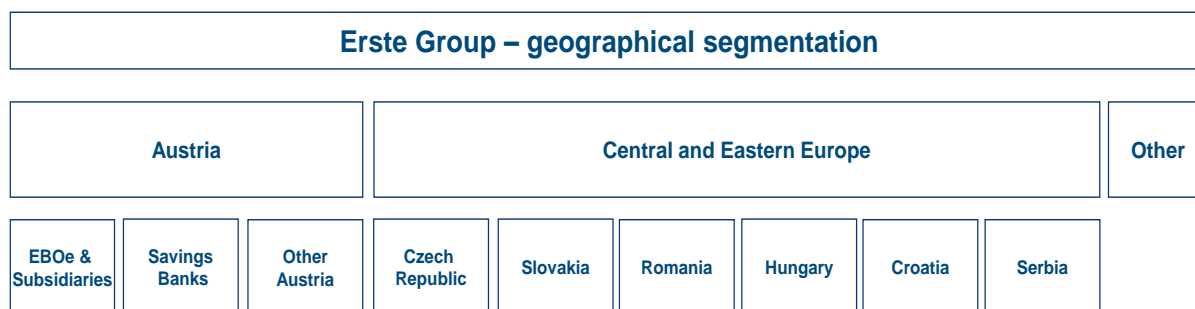 Erste Group – geographical segmentation
Austria
Central and Eastern Europe
Other
EBOe &
Subsidiaries
Savings
Banks
Other
Austria
Czech
Republic
Slovakia
Romania
Hungary
Croatia
Serbia